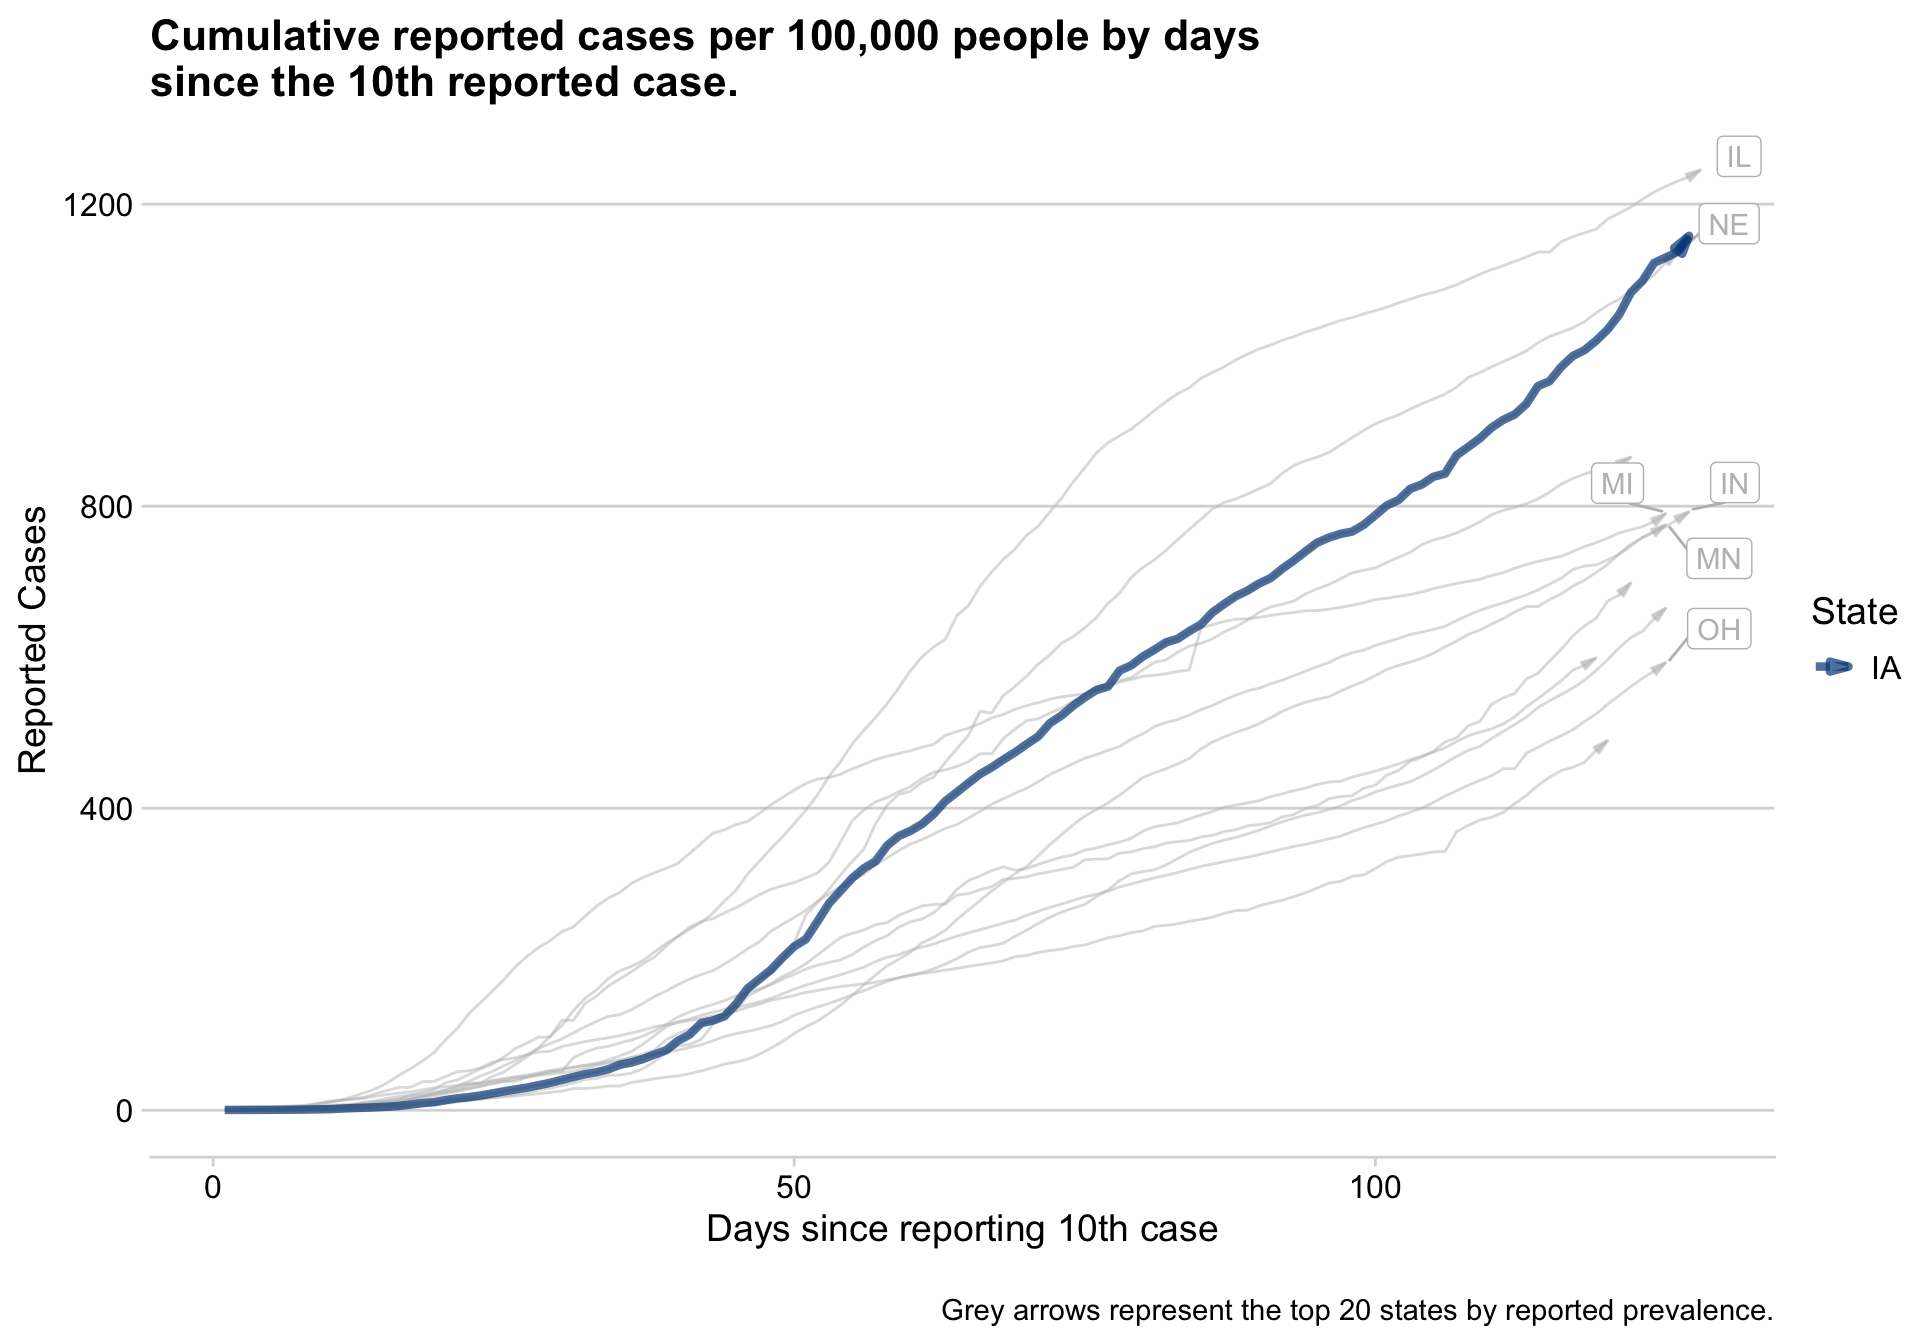 Cumulative reported cases per 100,000 people by days
since the 10th reported case.
IL
1200
NE
MI
IN
800
MN
Reported Cases
State
OH
IA
400
0
0
50
100
Days since reporting 10th case
Grey arrows represent the top 20 states by reported prevalence.